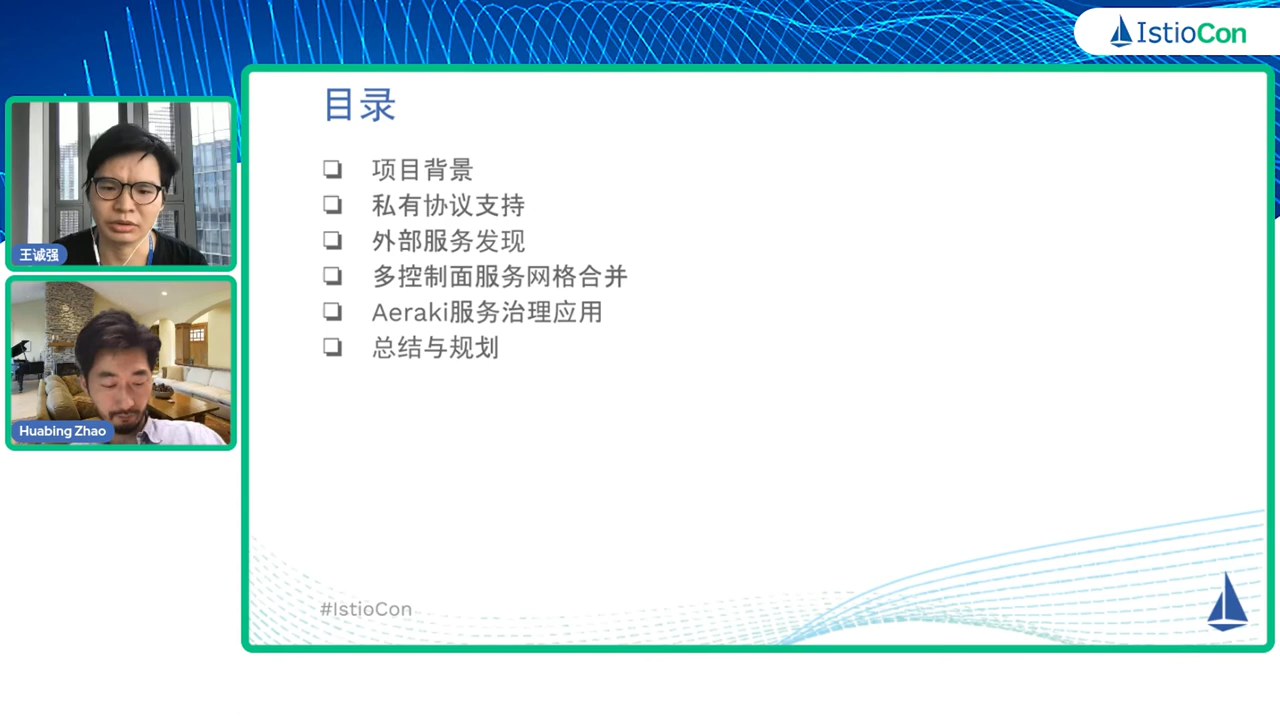 IstioCon
目录
项目背景
私有协议支持
外部服务发现
多控制面服务网格合并
Aeraki服务治理应用
总结与规划
#IstioCon
王诚强
Huabing Zhao